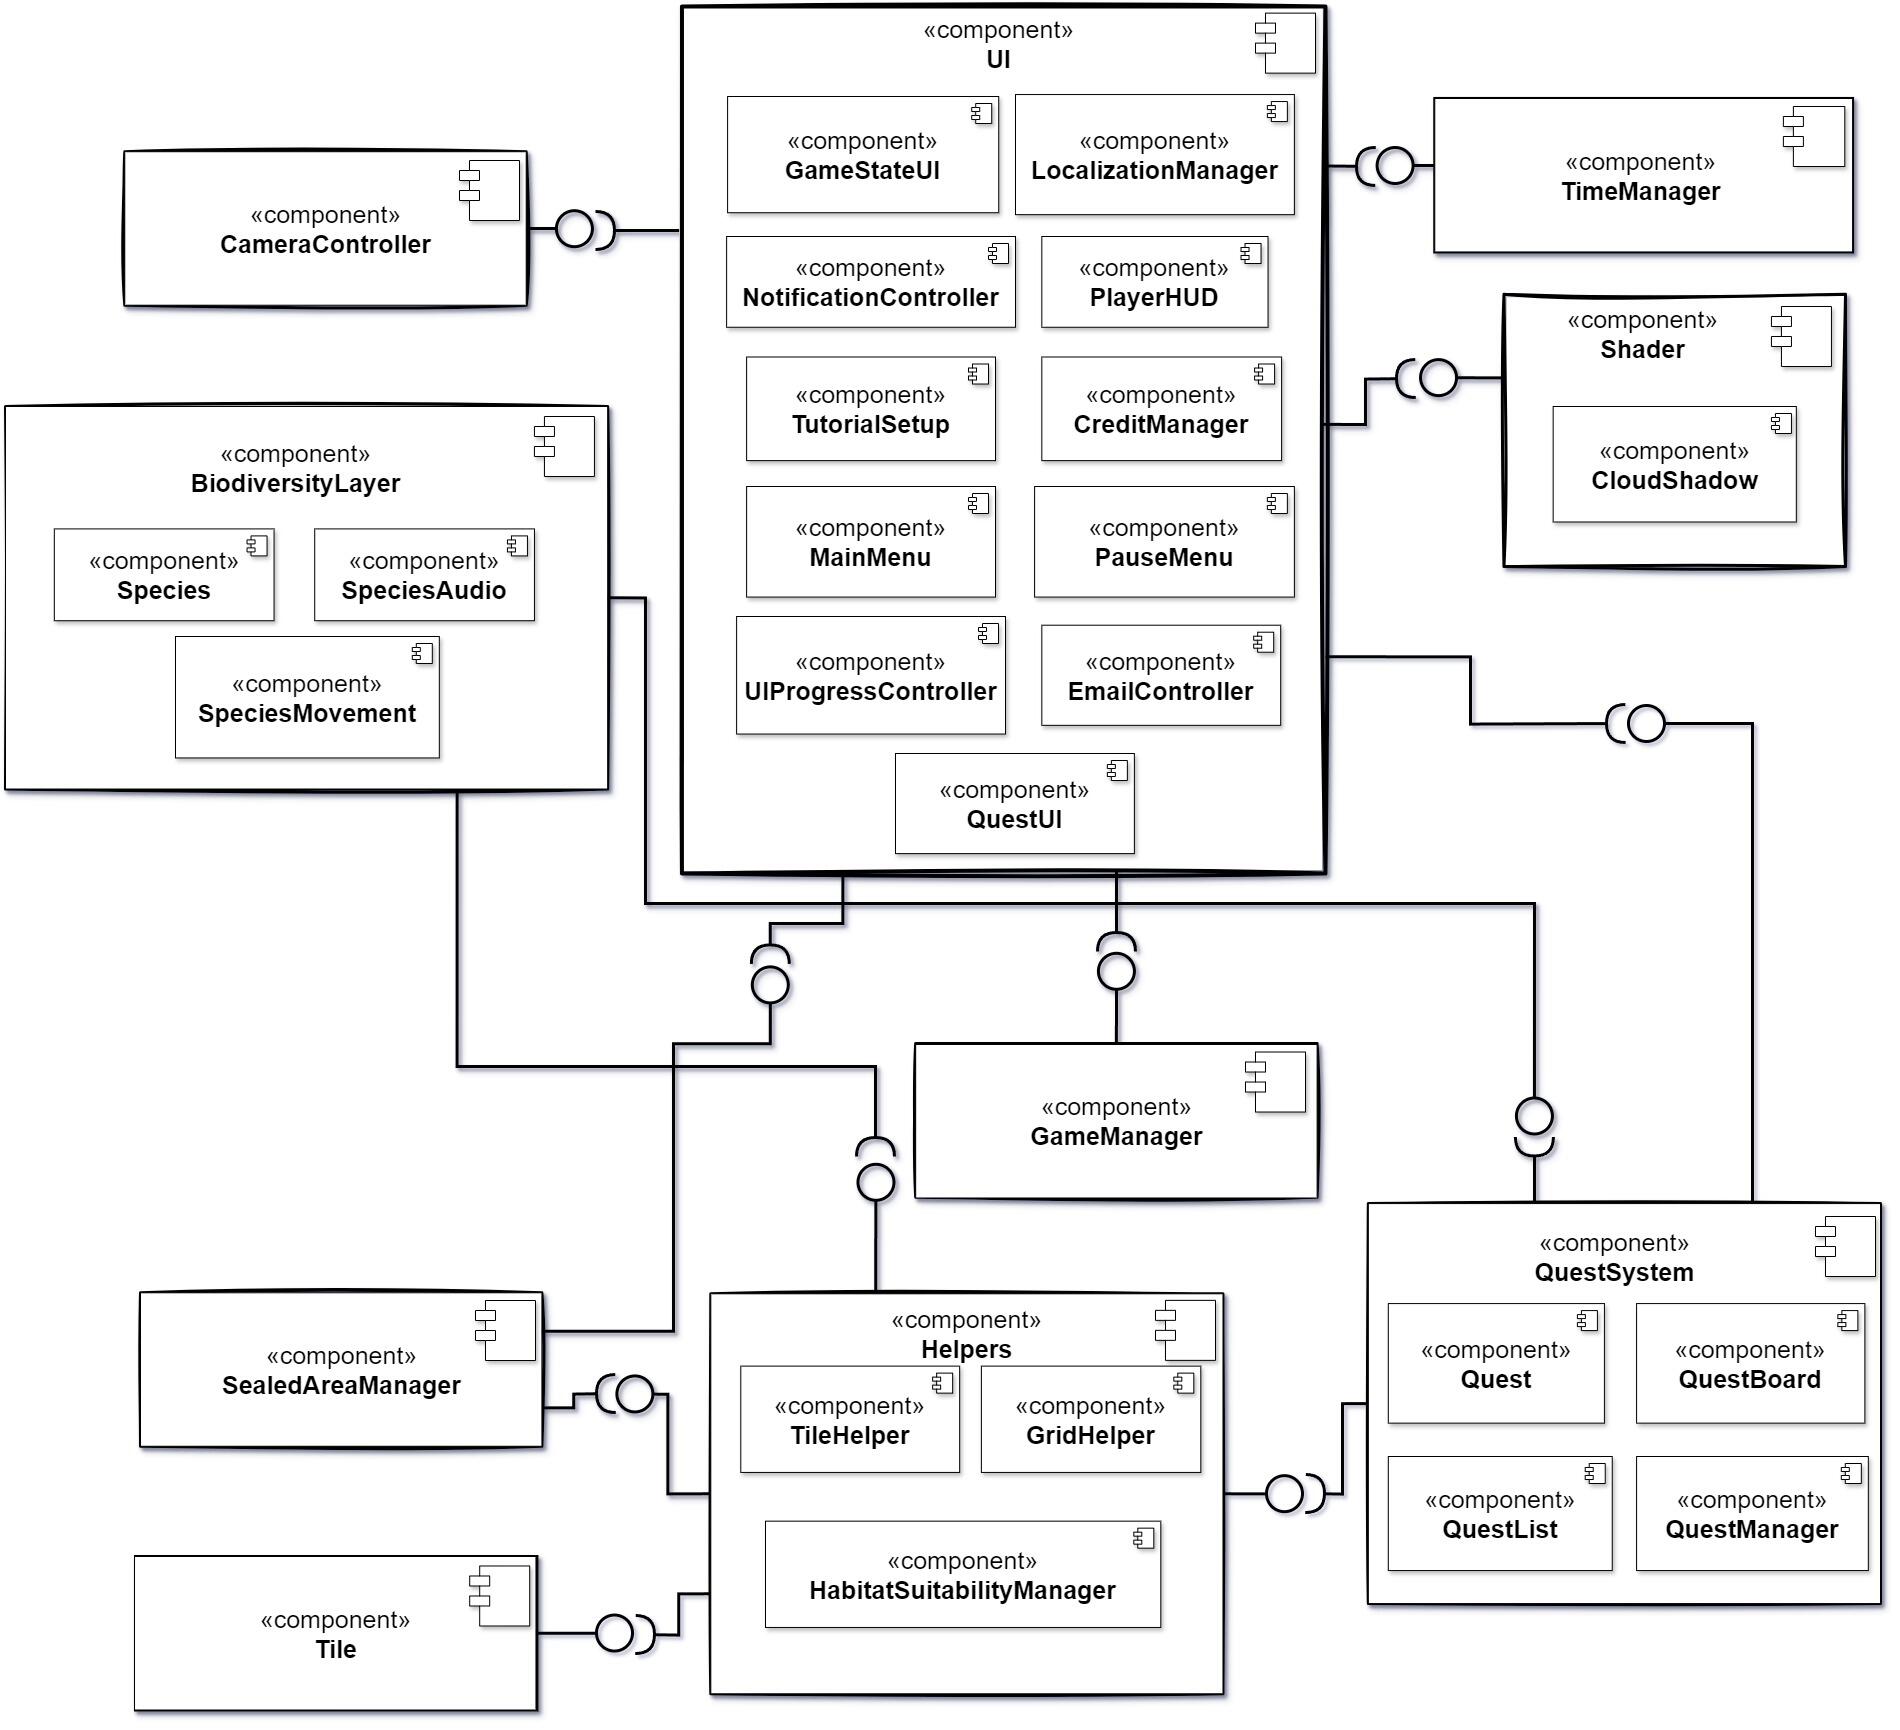 «component»
UI
«component»
GameStateUI
«component»
LocalizationManager
«component»
NotificationController
«component»
PlayerHUD
«component»
TutorialSetup
«component»
CreditManager
«component»
MainMenu
«component»
PauseMenu
«component»
UIProgressController
«component»
EmailController
«component»
QuestUI
«component»
CameraController
«component»
TimeManager
«component»
Shader
«component»
CloudShadow
«component»
BiodiversityLayer
«component»
Species
«component»
SpeciesAudio
«component»
SpeciesMovement
«component»
GameManager
«component»
SealedAreaManager
«component»
Helpers
«component»
TileHelper
«component»
GridHelper
«component»
HabitatSuitabilityManager
«component»
QuestSystem
«component»
Quest
«component»
QuestBoard
«component»
QuestList
«component»
QuestManager
«component»
Tile